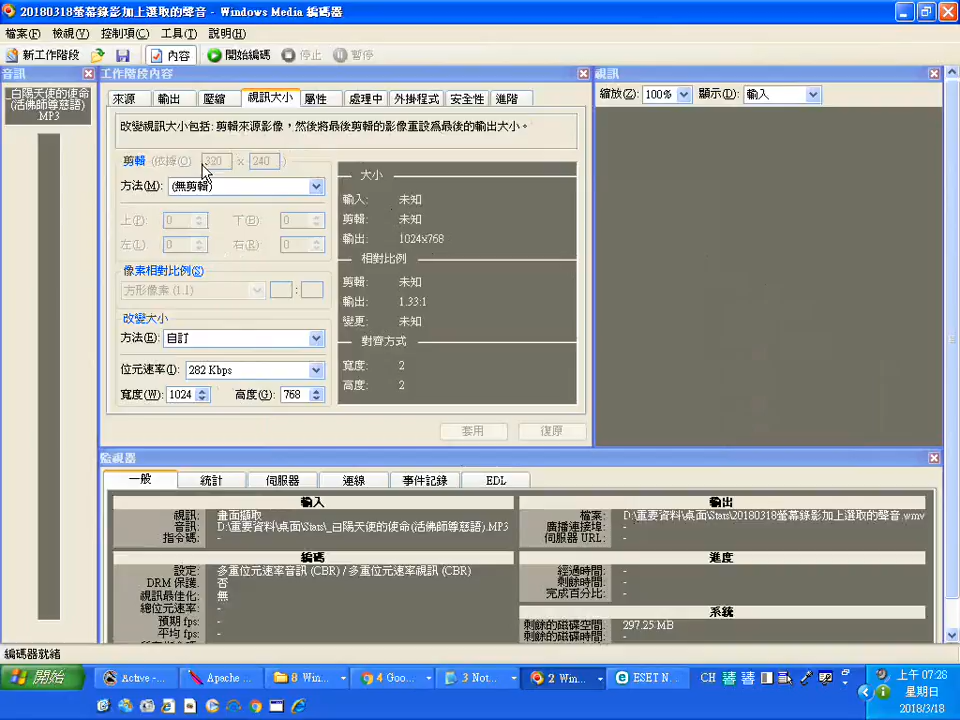 20180318螢幕錄影加上選取的聲音 - Windows Media 編碼器
檔案(F) 檢視(V) 控制項(C) 工具(T) 說明(H)
新工作階段 內容 開始編碼 停止 暫停
音訊
白陽天使的使命
(活佛師尊慈語)
.MP3
工作階段內容
來源 輸出 壓縮 視訊大小 屬性 處理中 外掛程式 安全性 進階
改變視訊大小包括: 剪輯來源影像，然後將最後剪輯的影像重設為最後的輸出大小。
剪輯 (依據(O) 320 x 240 )
方法(M): (無剪輯)
上(P): 0 下(B): 0
左(L) 0 右(R) 0
像素相對比例(S)
方形像素 (1:1) :
改變大小
方法(E): 自訂
位元速率(I): 282 Kbps
寬度(W): 1024 高度(G): 768
大小
輸入: 未知
剪輯: 未知
輸出: 1024x768
相對比例
剪輯: 未知
輸出: 1.33:1
變更: 未知
對齊方式
寬度: 2
高度: 2
套用 復原
視訊
縮放(Z): 100% 顯示(D): 輸入
監視器
一般 統計 伺服器 連線 事件記錄 EDL
輸入
視訊: 畫面擷取
音訊: D:\重要資料\桌面\Stars\_白陽天使的使命(活佛師尊慈語).MP3
指令碼: -
編碼
設定: 多重位元速率音訊 (CBR) / 多重位元速率視訊 (CBR)
DRM 保護: 否
視訊最佳化: 無
總位元速率: -
預期 fps: -
平均 fps: -
輸出
檔案: D:\重要資料\桌面\Stars\20180318螢幕錄影加上選取的聲音.wmv
廣播連接埠: -
伺服器 URL: -
進度
經過時間: -
剩餘時間: -
完成百分比: -
系統
剩餘的磁碟空間: 297.25 MB
剩餘的磁碟時間: -
編碼器就緒
開始 Active -... Apache ... 8 Win... 4 Goo... 3 Not... 2 Win... ESET N... CH 上午 07:28
星期日
2018/3/18